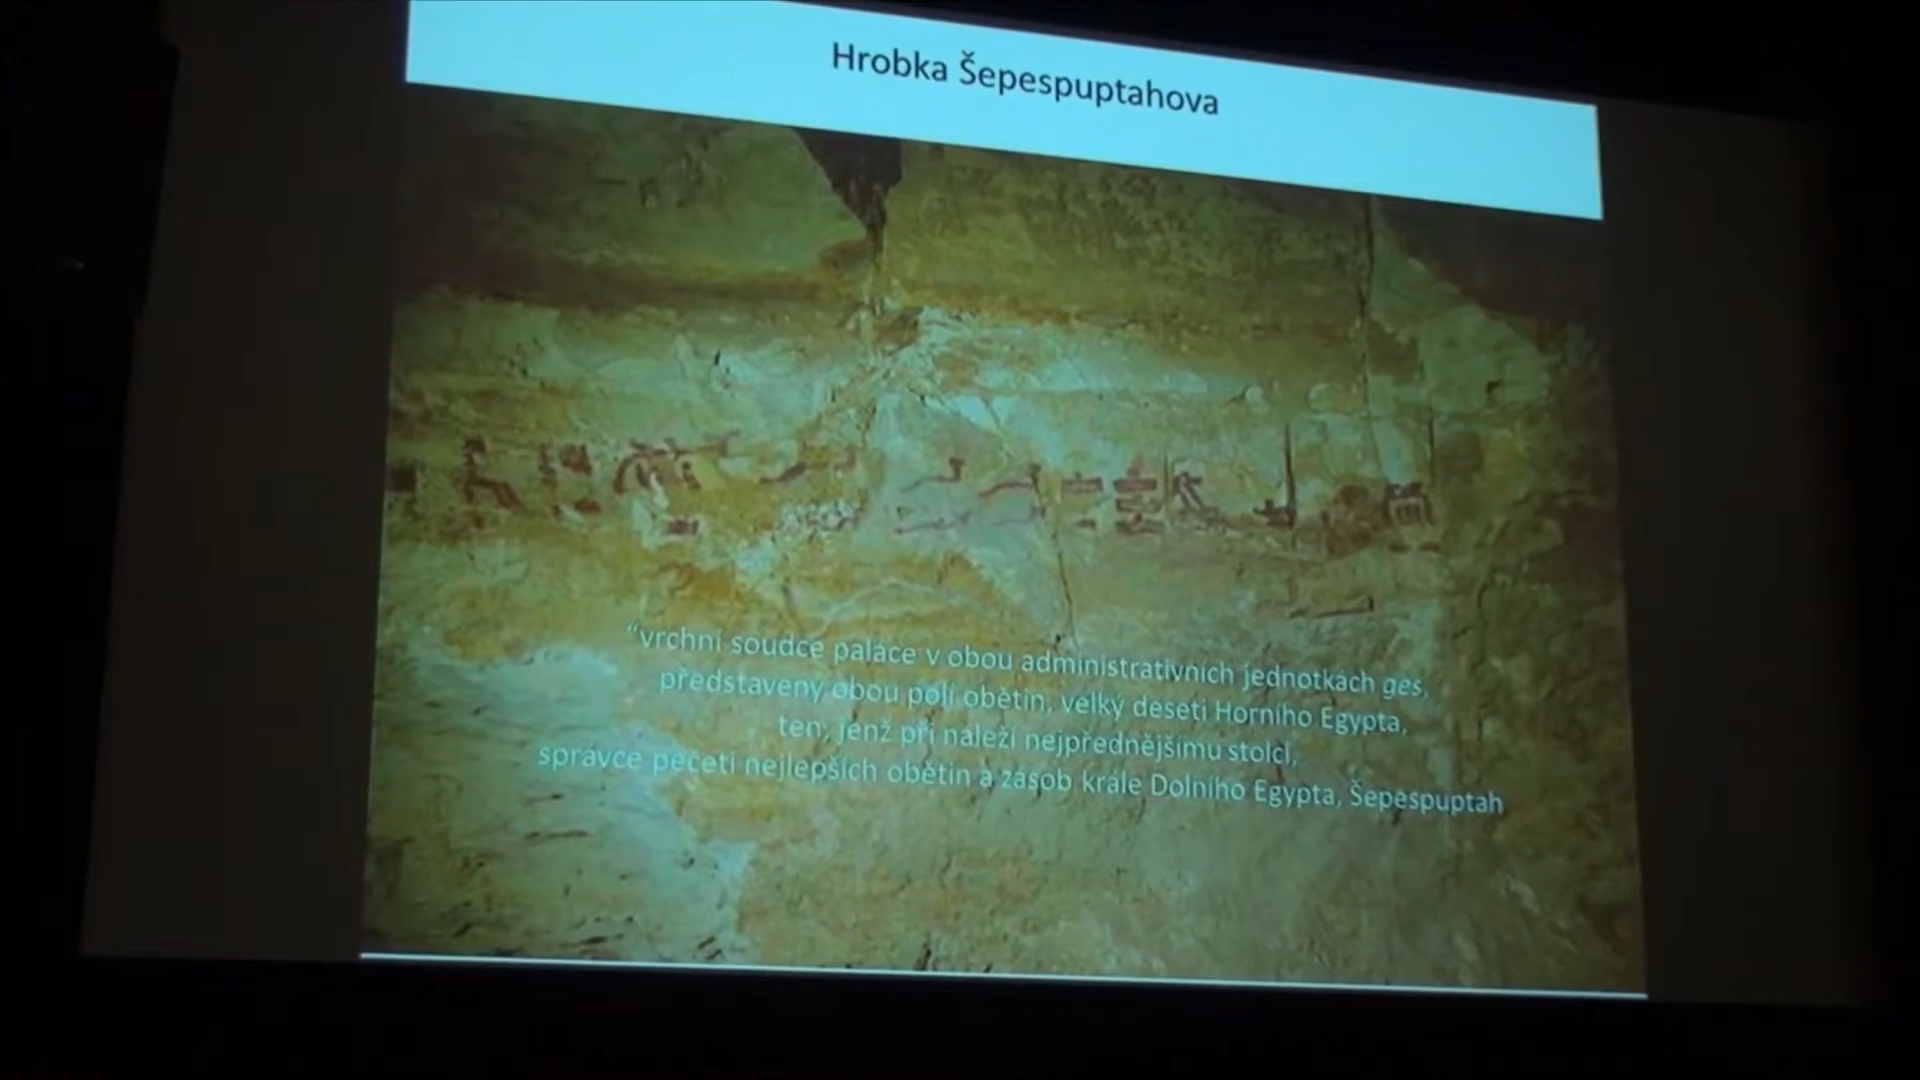 Hrobka Šepespuptahova
“vrchní soudce paláce v obou administrativních jednotkách ges,
představený obou polí obětin, velký deseti Horního Egypta,
ten, jenž při náleží nejpřednějšímu stolci,
správce pečeti nejlepších obětin a zásob krále Dolního Egypta, Šepespuptah